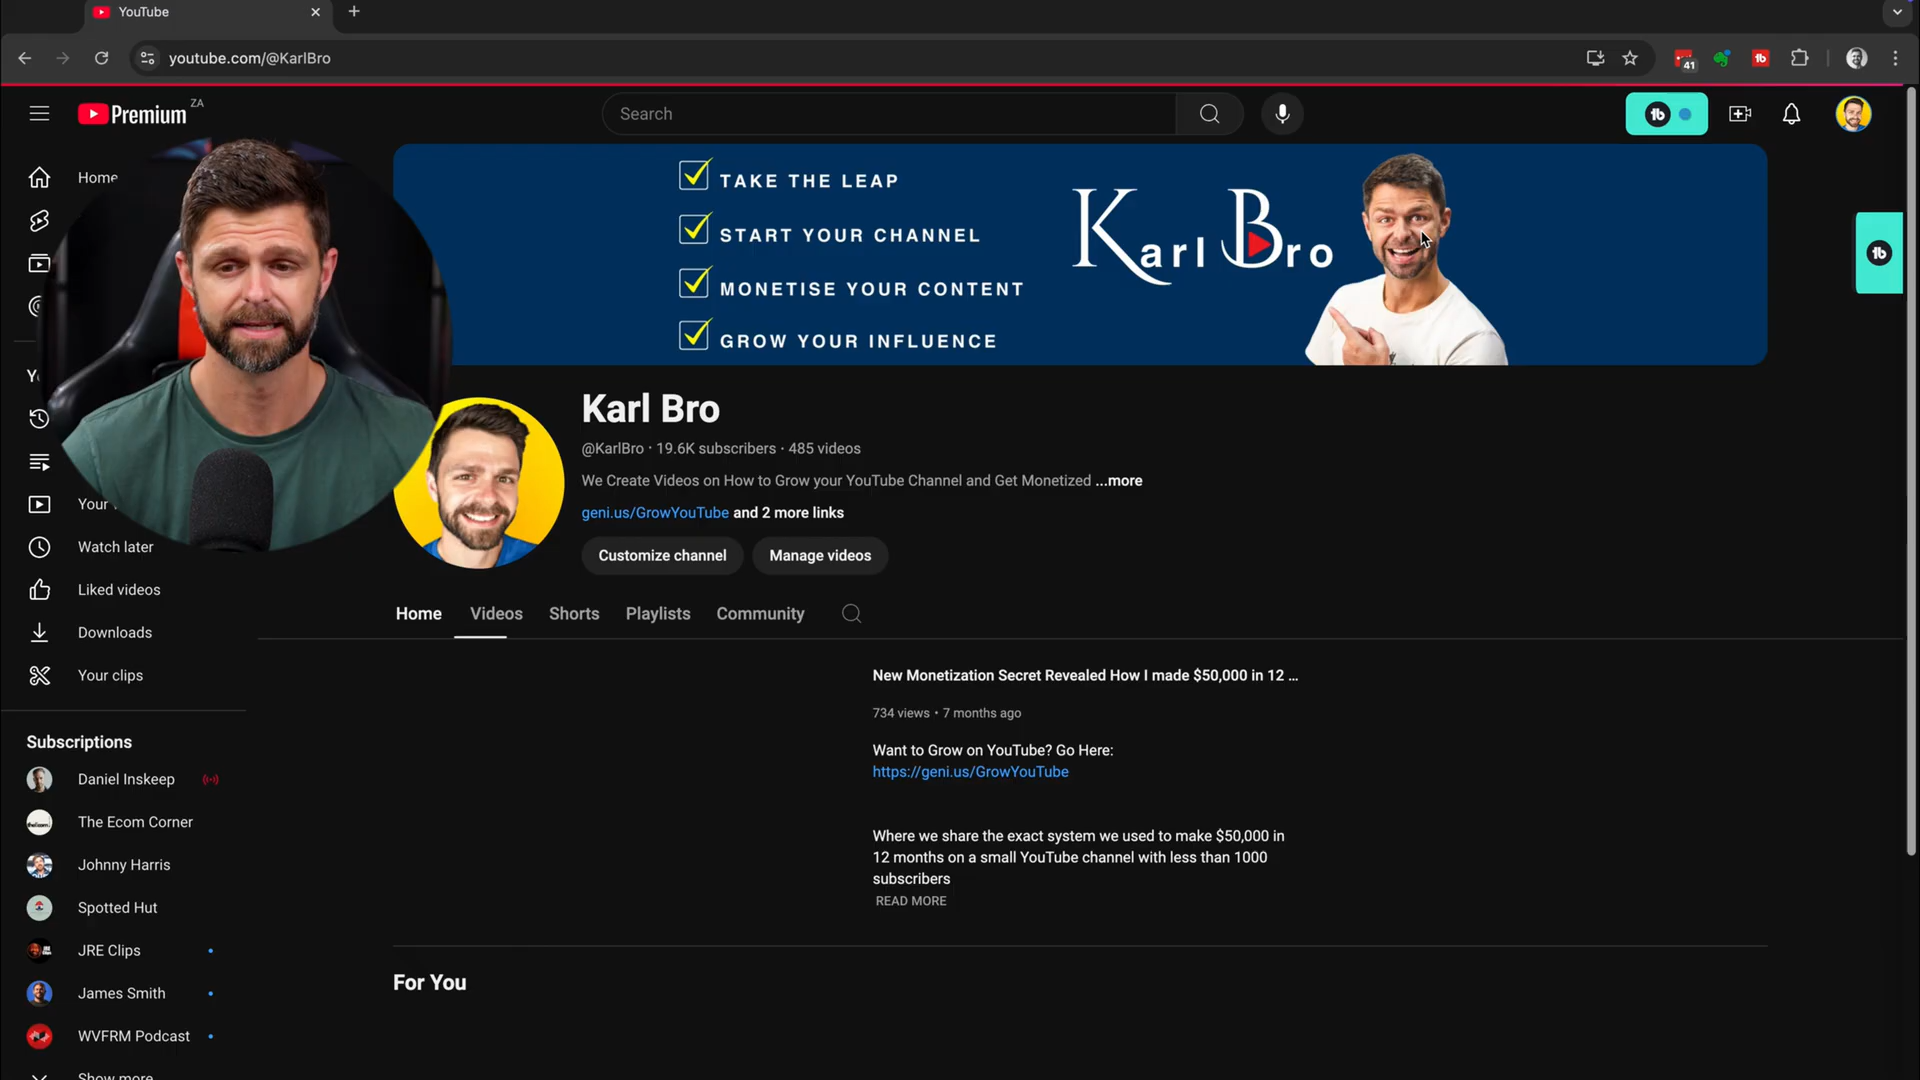 YouTube
youtube.com/@KarlBro
41
Premium
ZA
Search
Home
TAKE THE LEAP
START YOUR CHANNEL
MONETISE YOUR CONTENT
GROW YOUR INFLUENCE
Karl Bro
Karl Bro
@KarlBro · 19.6K subscribers · 485 videos
We Create Videos on How to Grow your YouTube Channel and Get Monetized ...more
geni.us/GrowYouTube and 2 more links
Customize channel
Manage videos
Your
Watch later
Liked videos
Downloads
Your clips
Home
Videos
Shorts
Playlists
Community
New Monetization Secret Revealed How I made $50,000 in 12 ...
734 views • 7 months ago
Want to Grow on YouTube? Go Here:
https://geni.us/GrowYouTube
Where we share the exact system we used to make $50,000 in
12 months on a small YouTube channel with less than 1000
subscribers
READ MORE
Subscriptions
Daniel Inskeep
The Ecom Corner
Johnny Harris
Spotted Hut
JRE Clips
James Smith
WVFRM Podcast
Show more
For You